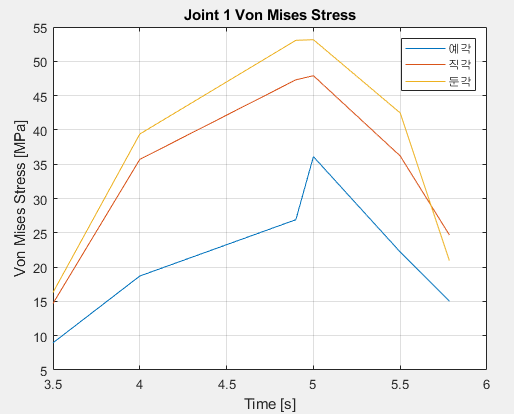 Joint 1 Von Mises Stress
예각
직각
둔각
55
50
45
40
35
30
25
20
15
10
5
Von Mises Stress [MPa]
3.5 4 4.5 5 5.5 6
Time [s]